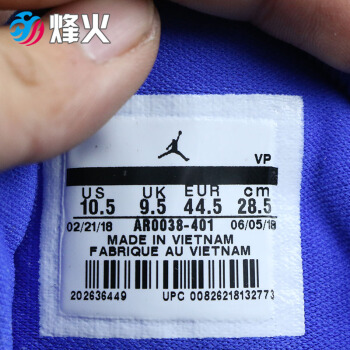 烽火
VP
US UK EUR cm
10.5 9.5 44.5 28.5
02/21/18 AR0038-401 06/05/18
MADE IN VIETNAM
FABRIQUE AU VIETNAM
202636449 UPC 00826218132773